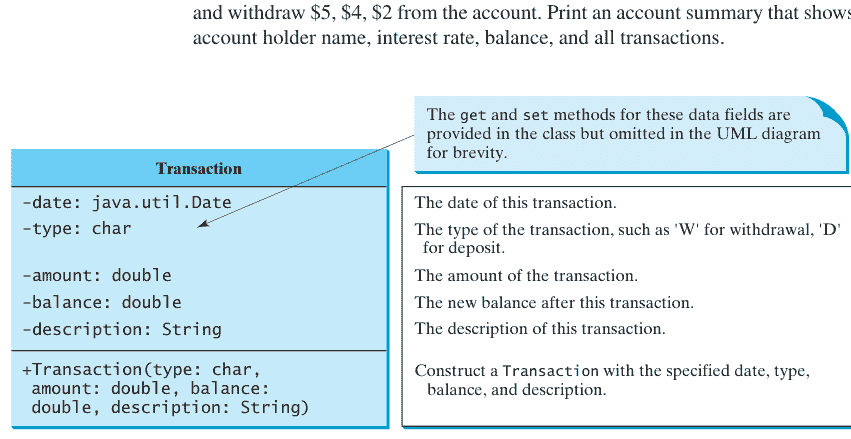 and withdraw $5, $4, $2 from the account. Print an account summary that shows
account holder name, interest rate, balance, and all transactions.
The get and set methods for these data fields are
provided in the class but omitted in the UML diagram
for brevity.
Transaction
-date: java.util.Date
The date of this transaction.
-type: char
The type of the transaction, such as 'W' for withdrawal, 'D'
for deposit.
-amount: double
The amount of the transaction.
-balance: double
The new balance after this transaction.
-description: String
The description of this transaction.
+Transaction(type: char,
amount: double, balance:
double, description: String)
Construct a Transaction with the specified date, type,
balance, and description.